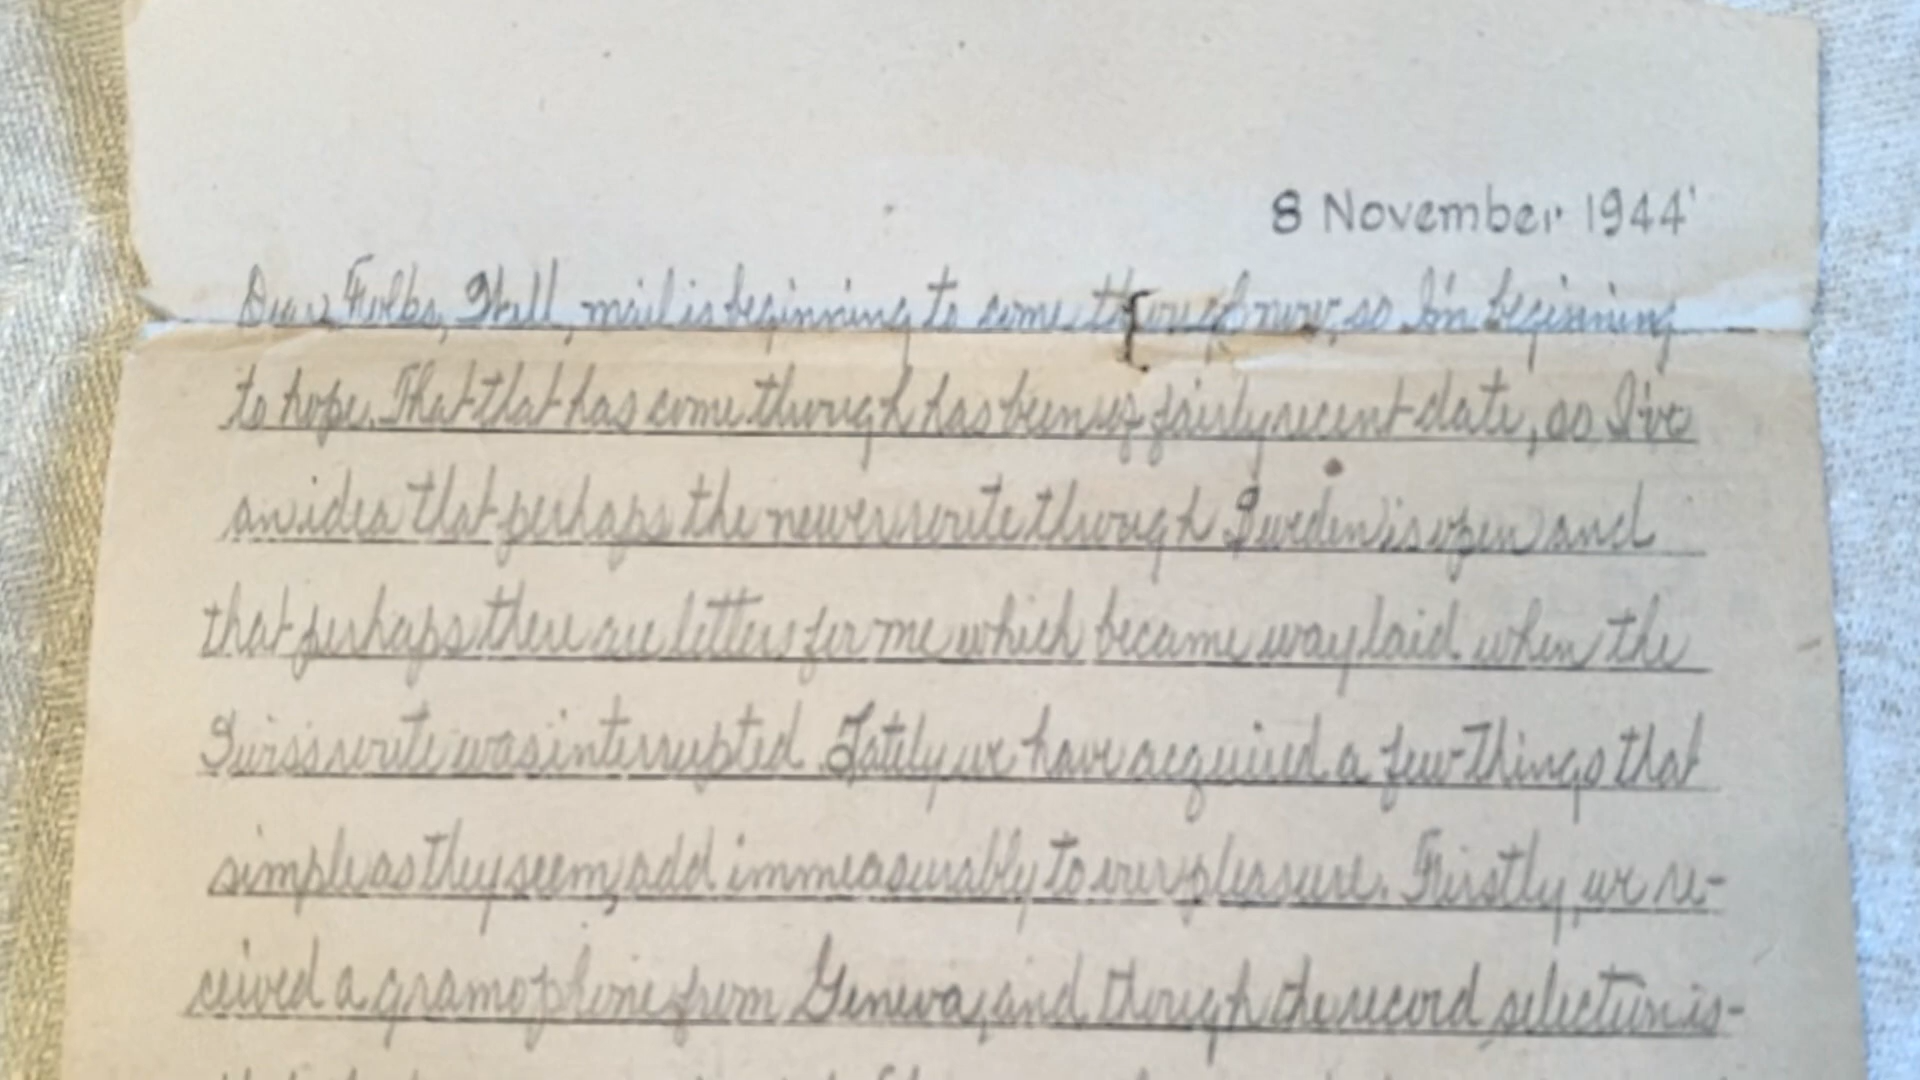 8 November 1944
Dear Folks, Well, mail is beginning to come through now, so I'm beginning
to hope. That that has come through has been of fairly recent date, so I've
an idea that perhaps the newer route through Sweden is open and
that perhaps there are letters for me which became waylaid when the
Swiss route was interrupted. Lately we have acquired a few things that
simple as they seem, add immeasurably to our pleasure. Firstly, we re-
ceived a gramophone from Geneva, and though the record selection is-